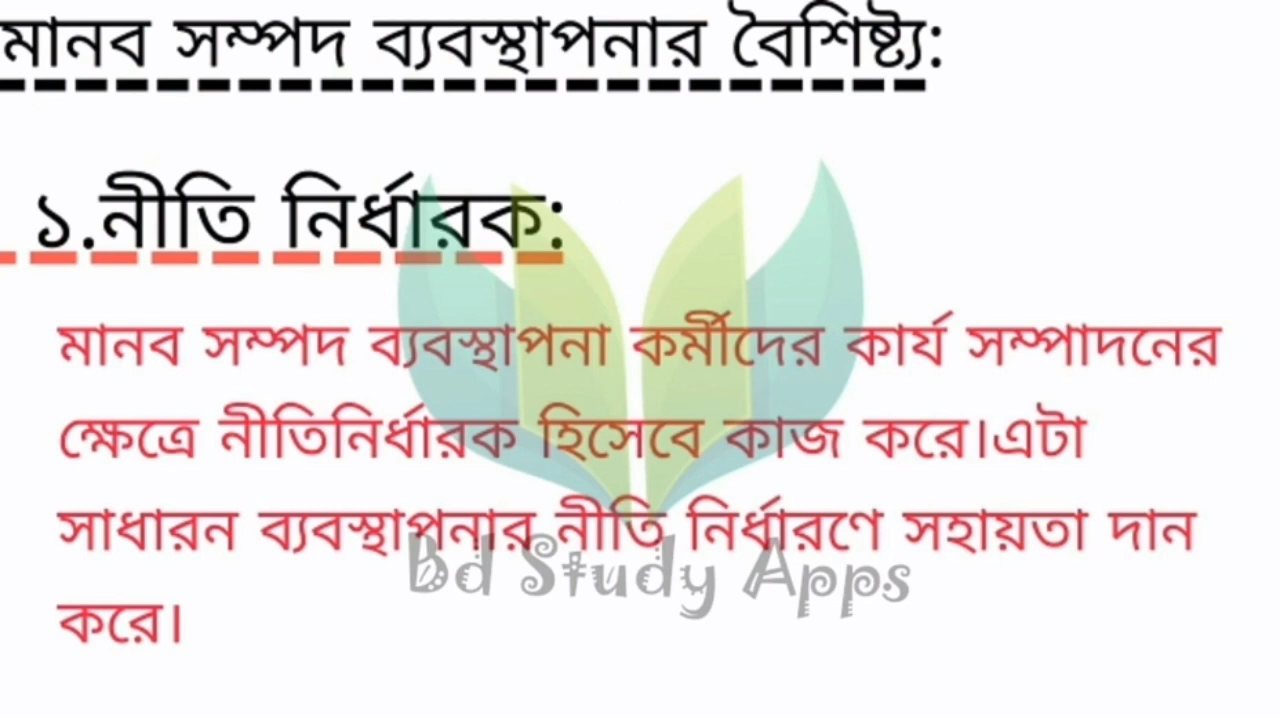 মানব সম্পদ ব্যবস্থাপনার বৈশিষ্ট্য:
১.নীতি নির্ধারক:
মানব সম্পদ ব্যবস্থাপনা কর্মীদের কার্য সম্পাদনের
ক্ষেত্রে নীতিনির্ধারক হিসেবে কাজ করে।এটা
সাধারন ব্যবস্থাপনার নীতি নির্ধারণে সহায়তা দান
Bd Study Apps
করে।